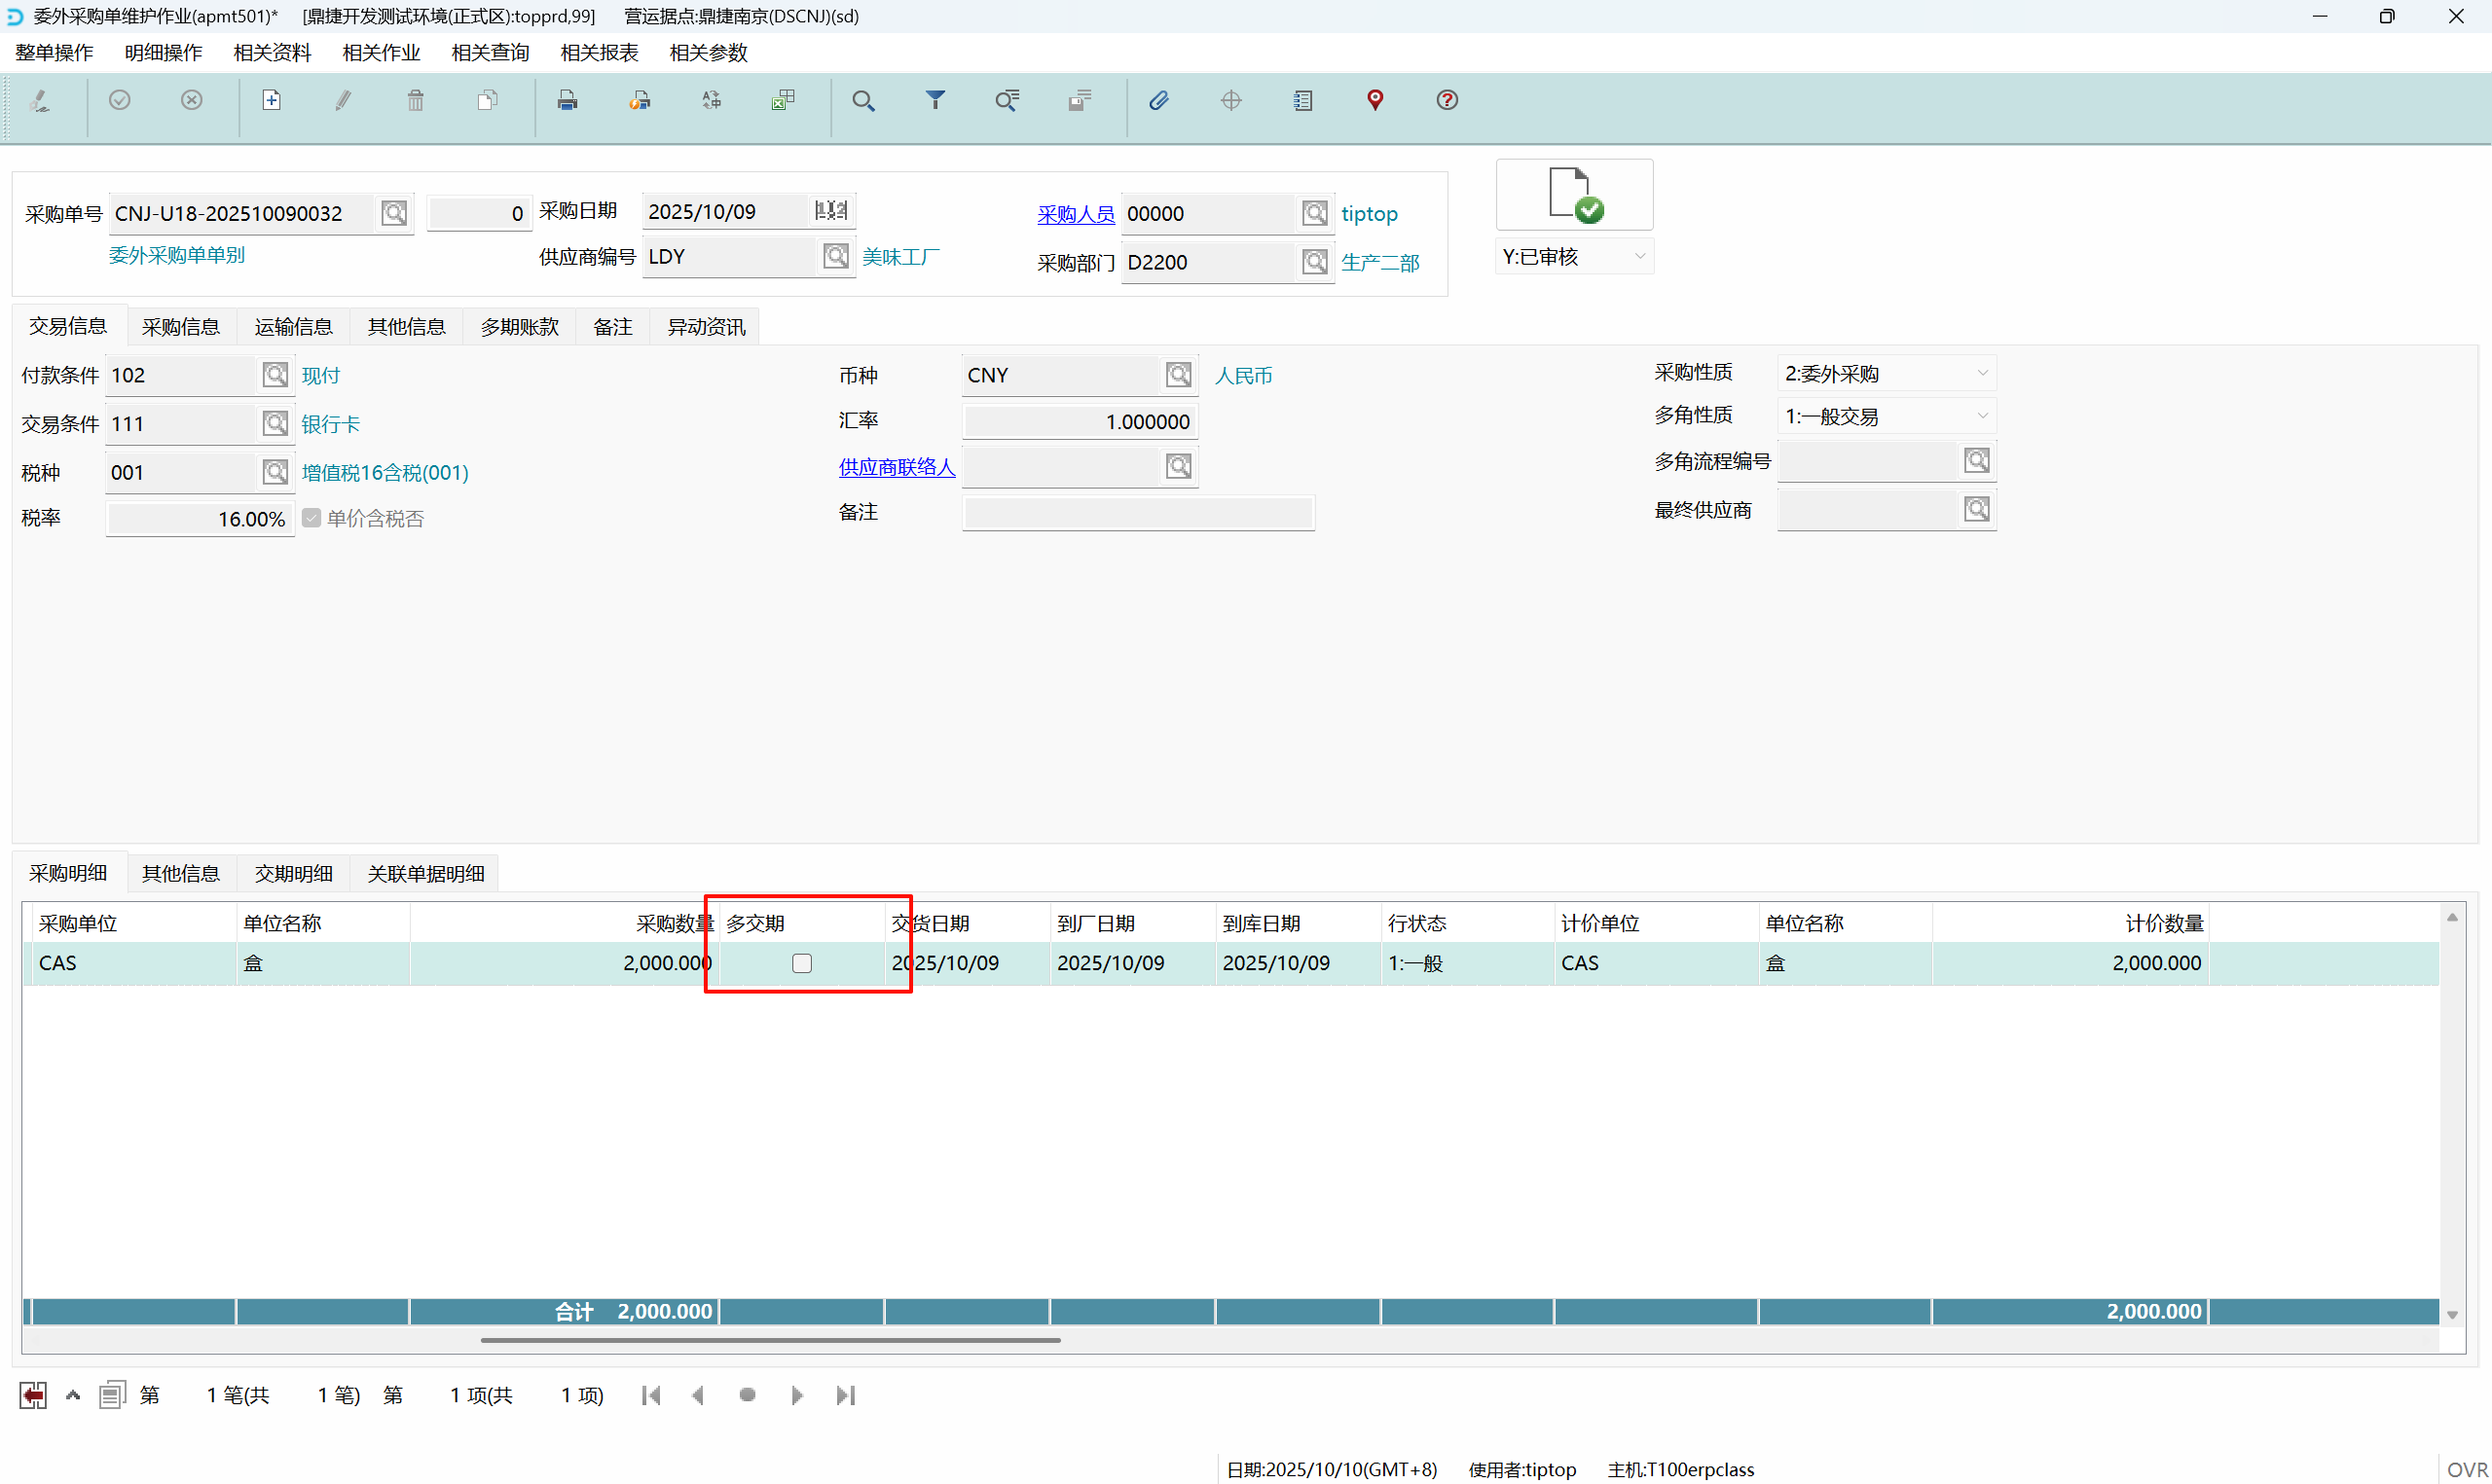 委外采购单维护作业(apmt501)* [鼎捷开发测试环境(正式区):topprd,99] 营运据点:鼎捷南京(DSCNJ)(sd)
整单操作 明细操作 相关资料 相关作业 相关查询 相关报表 相关参数
采购单号 CNJ-U18-202510090032 0 采购日期 2025/10/09 采购人员 00000 tiptop
委外采购单单别 供应商编号 LDY 美味工厂 采购部门 D2200 生产二部 Y:已审核
交易信息 采购信息 运输信息 其他信息 多期账款 备注 异动资讯
付款条件 102 现付 币种 CNY 人民币 采购性质 2:委外采购
交易条件 111 银行卡 汇率 1.000000 多角性质 1:一般交易
税种 001 增值税16含税(001) 供应商联络人 多角流程编号
税率 16.00% 单价含税否 备注 最终供应商
采购明细 其他信息 交期明细 关联单据明细
采购单位 单位名称 采购数量 多交期 交货日期 到厂日期 到库日期 行状态 计价单位 单位名称 计价数量
CAS 盒 2,000.000 2025/10/09 2025/10/09 2025/10/09 1:一般 CAS 盒 2,000.000
合计 2,000.000 2,000.000
第 1 笔(共 1 笔) 第 1 项(共 1 项)
日期:2025/10/10(GMT+8) 使用者:tiptop 主机:T100erpclass OVR